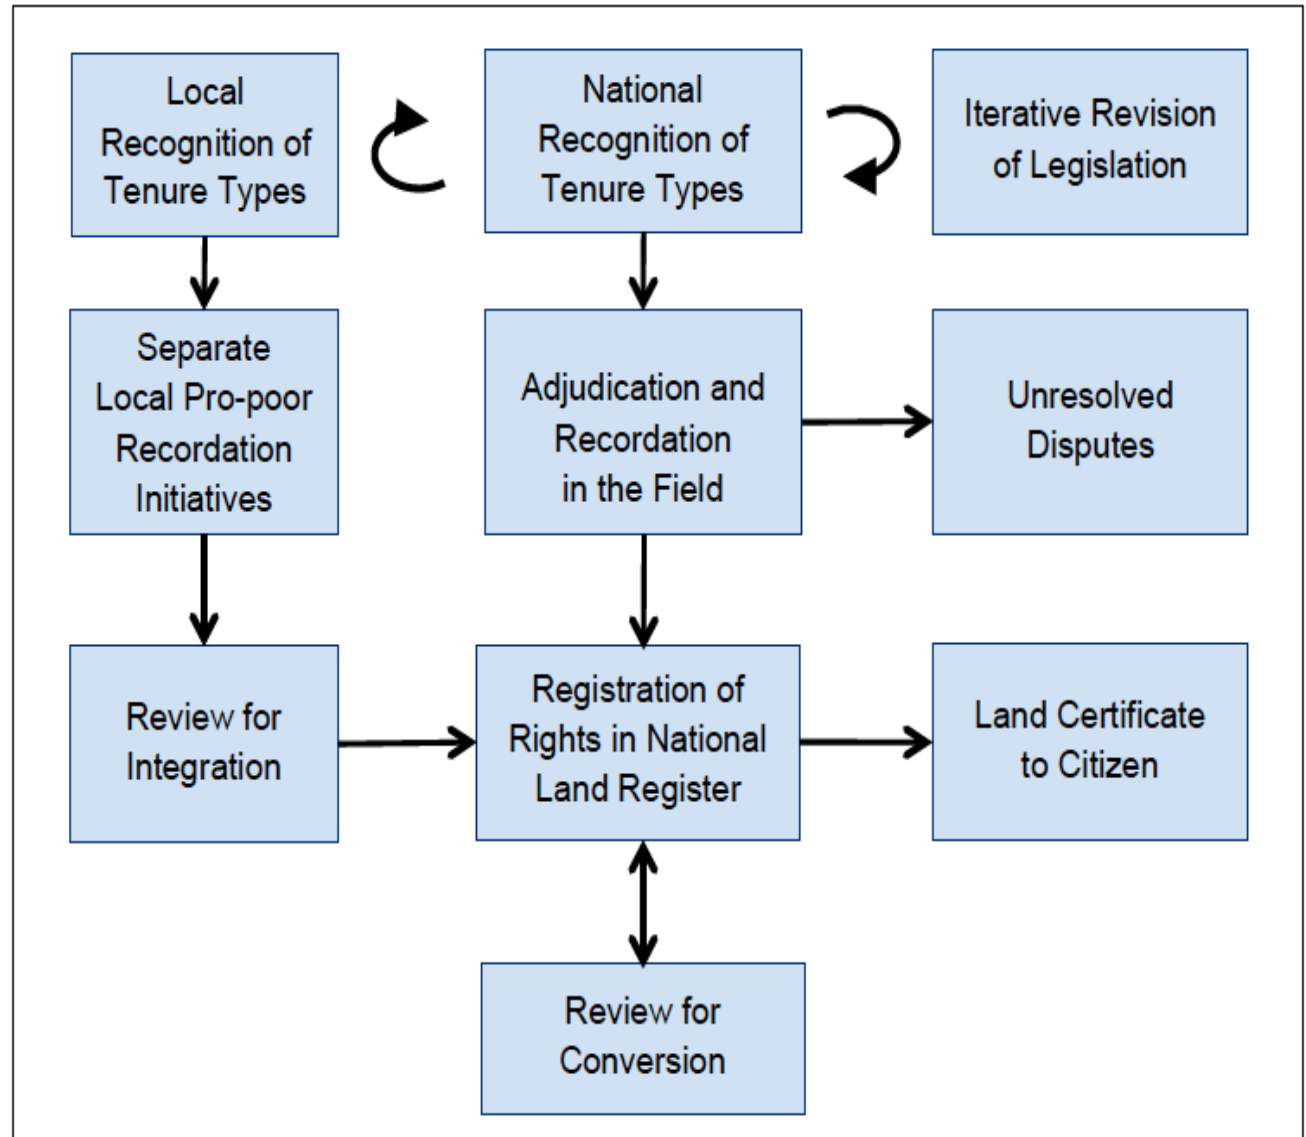 Local
Recognition of
Tenure Types
National
Recognition of
Tenure Types
Iterative Revision
of Legislation
Separate
Local Pro-poor
Recordation
Initiatives
Adjudication and
Recordation
in the Field
Unresolved
Disputes
Review for
Integration
Registration of
Rights in National
Land Register
Land Certificate
to Citizen
Review for
Conversion